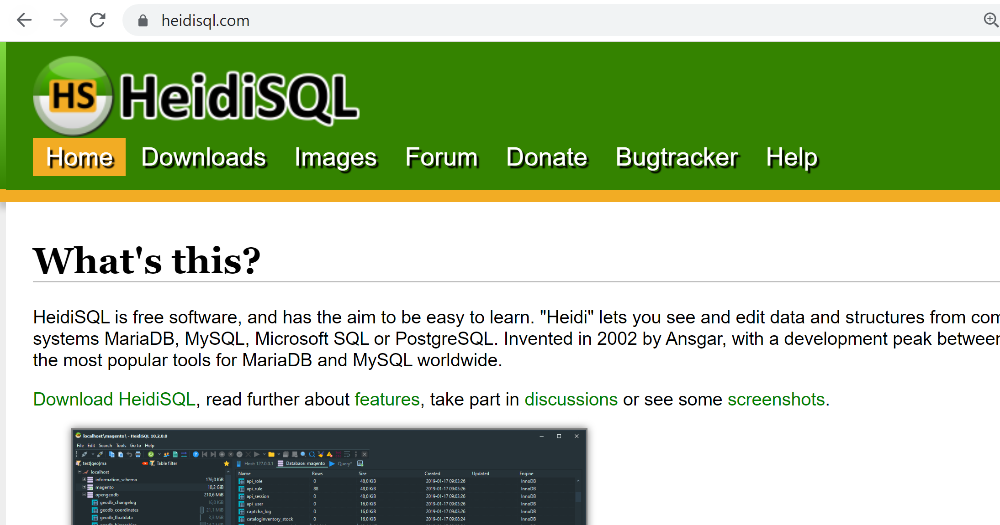 heidisql.com
HS HeidiSQL
Home Downloads Images Forum Donate Bugtracker Help
What's this?
HeidiSQL is free software, and has the aim to be easy to learn. "Heidi" lets you see and edit data and structures from com
systems MariaDB, MySQL, Microsoft SQL or PostgreSQL. Invented in 2002 by Ansgar, with a development peak between
the most popular tools for MariaDB and MySQL worldwide.
Download HeidiSQL, read further about features, take part in discussions or see some screenshots.
localhost\magento\ - HeidiSQL 10.2.0.0
File Edit Search Tools Go to Help
test|geo|ma Table filter Host: 127.0.0.1 Database: magento Query*
Name Rows Size Created Updated Engine
localhost
information_schema 176,0 KiB
magento 10,2 GiB
opengeodb 210,6 MiB
geodb_changelog 16,0 KiB
geodb_coordinates 21,1 MiB
geodb_floatdata 3,3 MiB
api_role 0 48,0 KiB 2019-01-17 09:03:26 InnoDB
api_rule 88 48,0 KiB 2019-01-17 09:03:26 InnoDB
api_session 0 48,0 KiB 2019-01-17 09:03:26 InnoDB
api_user 0 16,0 KiB 2019-01-17 09:03:26 InnoDB
captcha_log 0 16,0 KiB 2019-01-17 09:03:26 InnoDB
cataloginventory_stock 0 16,0 KiB 2019-01-17 09:08:24 InnoDB